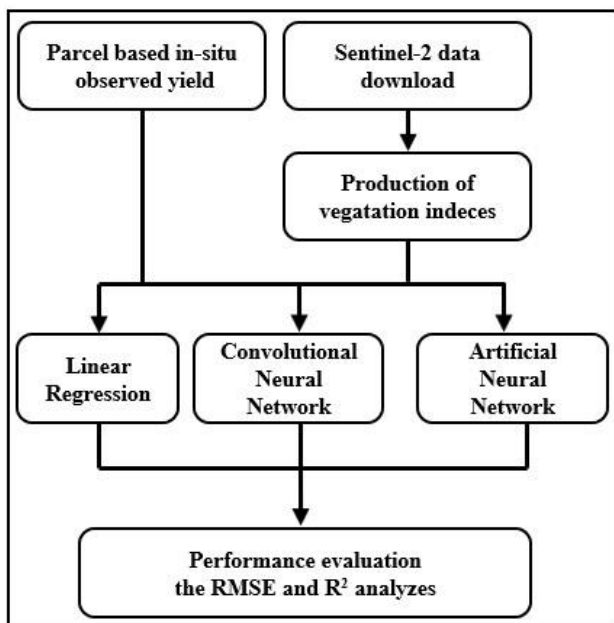 Parcel based in-situ
observed yield
Sentinel-2 data
download
Production of
vegatation indeces
Linear
Regression
Convolutional
Neural
Network
Artificial
Neural
Network
Performance evaluation
the RMSE and R² analyzes